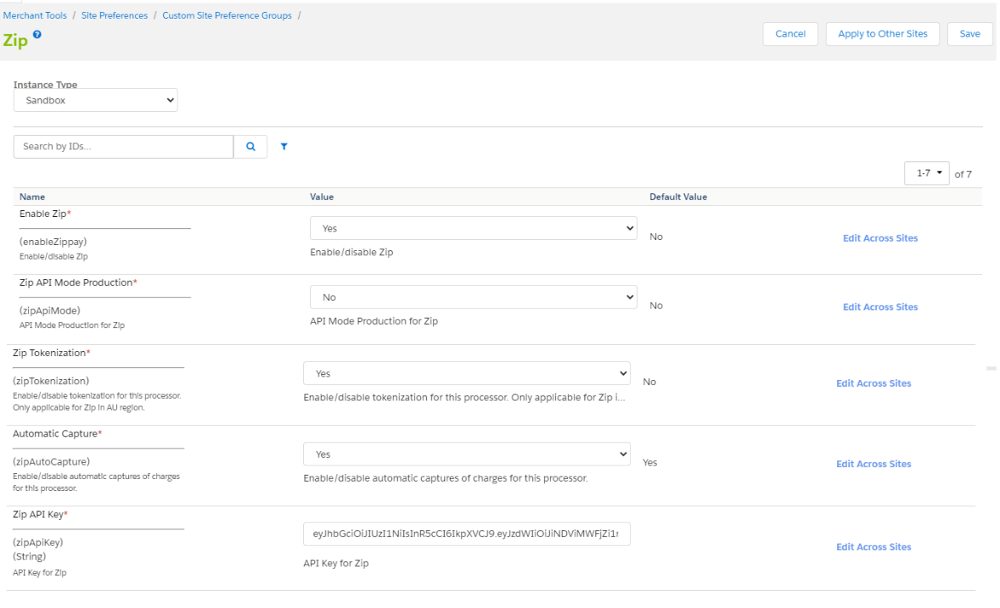 Merchant Tools / Site Preferences / Custom Site Preference Groups /
Zip
Cancel
Apply to Other Sites
Save
Instance Type
Sandbox
Search by IDs...
1-7 of 7
Name Value Default Value
Enable Zip*
(enableZippay)
Enable/disable Zip
Yes
Enable/disable Zip
No
Edit Across Sites
Zip API Mode Production*
(zipApiMode)
API Mode Production for Zip
No
API Mode Production for Zip
No
Edit Across Sites
Zip Tokenization*
(zipTokenization)
Enable/disable tokenization for this processor.
Only applicable for Zip in AU region.
Yes
Enable/disable tokenization for this processor. Only applicable for Zip i...
No
Edit Across Sites
Automatic Capture*
(zipAutoCapture)
Enable/disable automatic captures of charges
for this processor.
Yes
Enable/disable automatic captures of charges for this processor.
Yes
Edit Across Sites
Zip API Key*
(zipApiKey)
(String)
API Key for Zip
API Key for Zip
Edit Across Sites